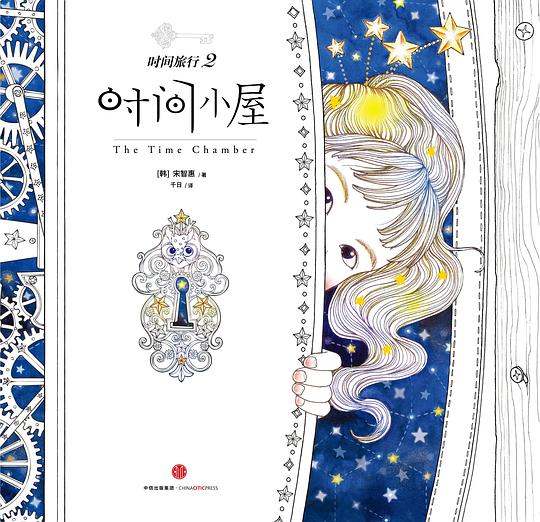 时间旅行.2
时间小屋
The Time Chamber
[韩] 宋智惠 / 著
千日 / 译
中信出版集团·CHINACITICPRESS